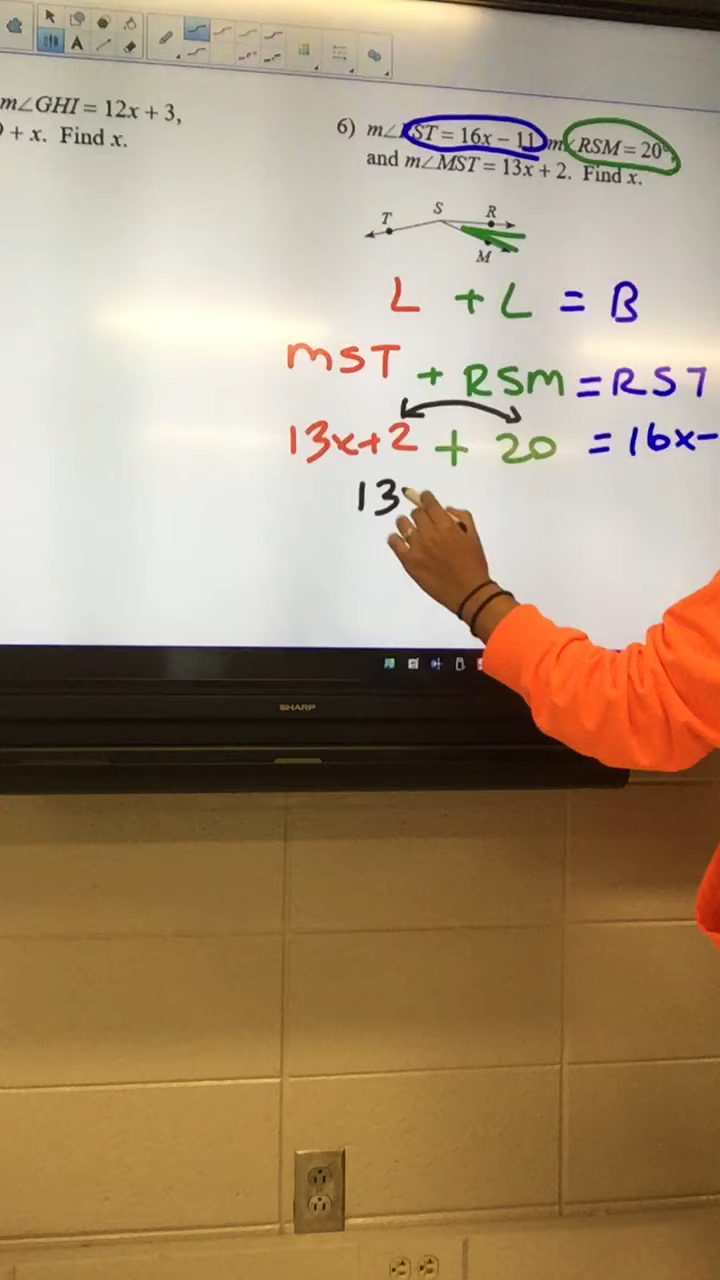 m∠GHI = 12x + 3,
+ x. Find x.
6) m∠RST = 16x − 11 m∠RSM = 20°,
and m∠MST = 13x + 2. Find x.
T S R
M
L + L = B
MST + RSM = RST
13x+2 + 20 = 16x−
13
SHARP